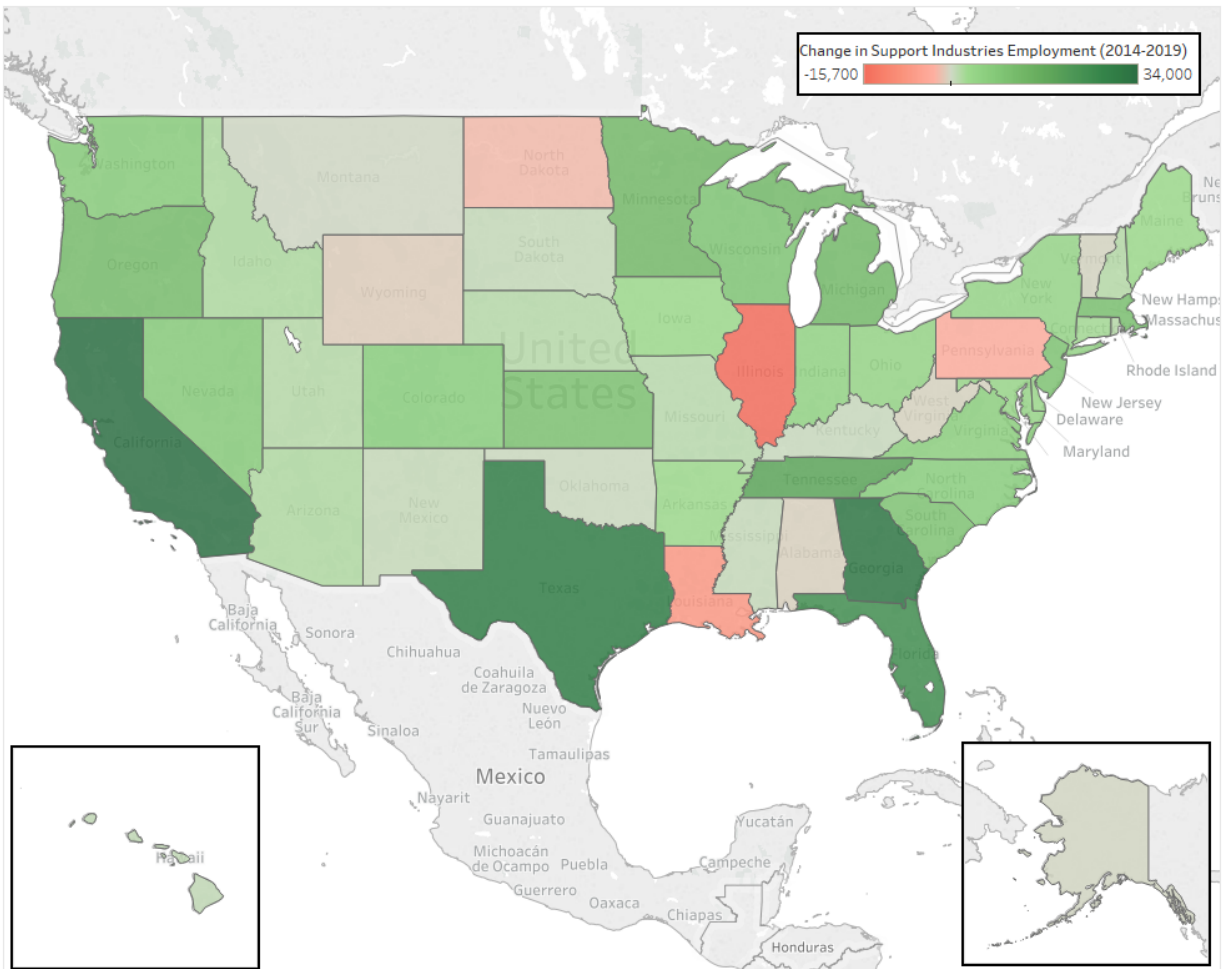 Change in Support Industries Employment (2014-2019)
-15,700
34,000
Washington
Montana
North
Dakota
Minnesota
Oregon
Idaho
South
Dakota
Wisconsin
Michigan
Maine
Vermont
New
York
New Hamps
Massachus
Wyoming
Iowa
Connecti
Rhode Island
United
States
Nevada
Utah
Colorado
Illinois
Indiana
Ohio
Pennsylvania
New Jersey
Delaware
Maryland
California
Missouri
Kentucky
West
Virgin
Virginia
Arizona
New
Mexico
Oklahoma
Arkansas
Tennessee
North
Carolina
South
Carolina
Mississippi
Alabama
Georgia
Texas
Louisiana
Florida
Ne
Bruns
Baja
California
Sonora
Chihuahua
Coahuila
de Zaragoza
Baja
California
Sur
Nuevo
León
Sinaloa
Tamaulipas
Mexico
Nayarit
Guanajuato
Yucatán
Michoacán
de Ocampo
Puebla
Campeche
Guerrero
Oaxaca
Chiapas
Honduras
Hawaii